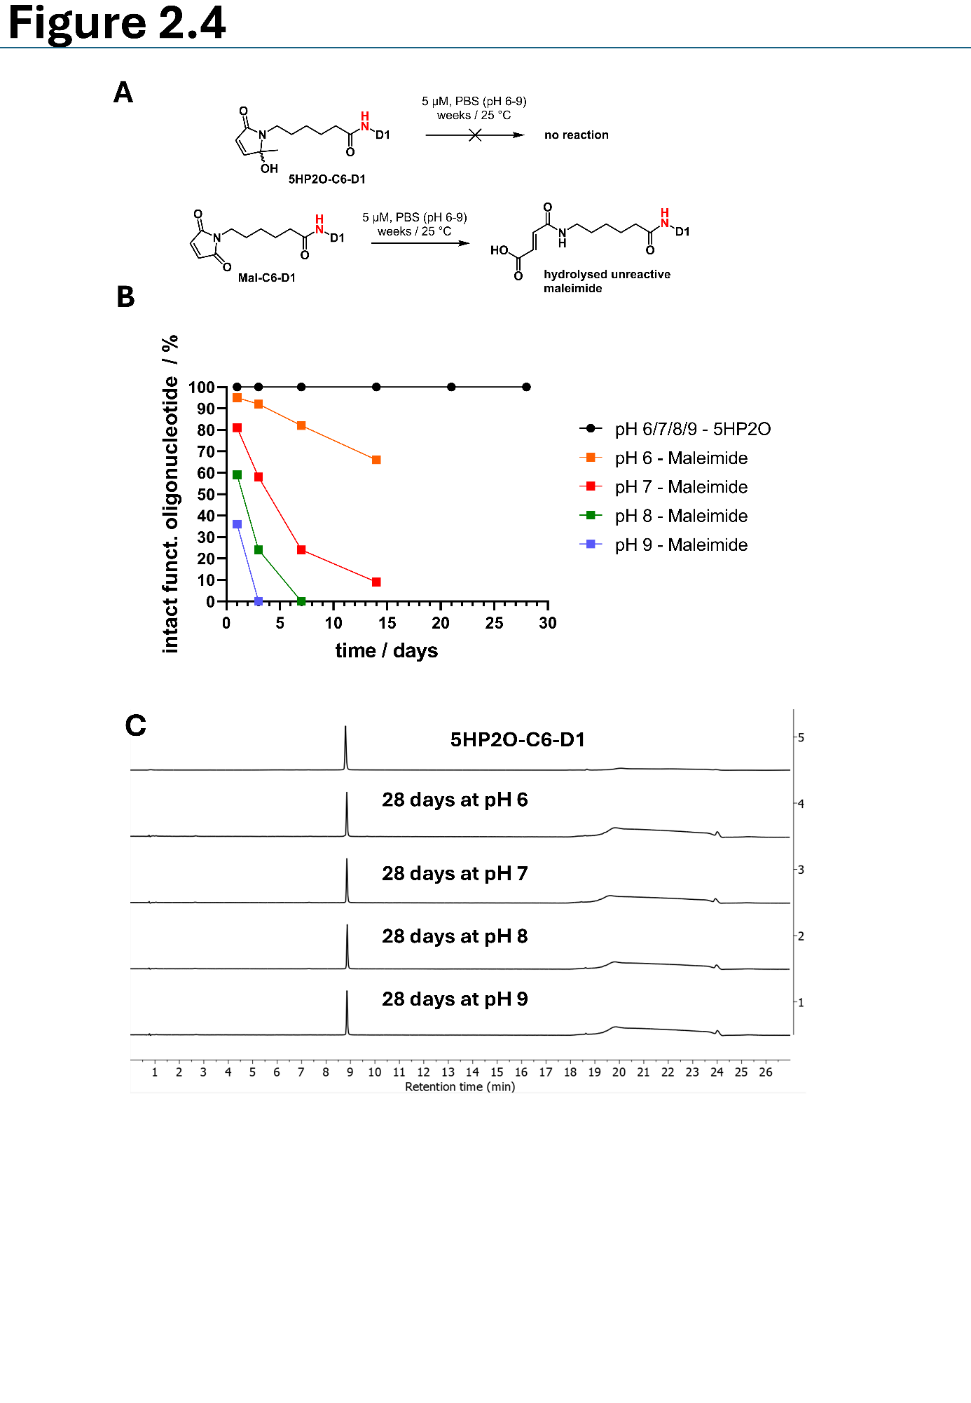 Figure 2.4
A
5 µM, PBS (pH 6-9)
weeks / 25 °C
no reaction
O
N
OH
O
H
N
D1
5HP2O-C6-D1
5 µM, PBS (pH 6-9)
weeks / 25 °C
O
N
O
O
H
N
D1
Mal-C6-D1
O
N
H
HO
O
O
H
N
D1
hydrolysed unreactive
maleimide
B
intact funct. oligonucleotide / %
100
90
80
70
60
50
40
30
20
10
0
0 5 10 15 20 25 30
time / days
pH 6/7/8/9 - 5HP2O
pH 6 - Maleimide
pH 7 - Maleimide
pH 8 - Maleimide
pH 9 - Maleimide
C
5HP2O-C6-D1
5
28 days at pH 6
4
28 days at pH 7
3
28 days at pH 8
2
28 days at pH 9
1
1 2 3 4 5 6 7 8 9 10 11 12 13 14 15 16 17 18 19 20 21 22 23 24 25 26
Retention time (min)